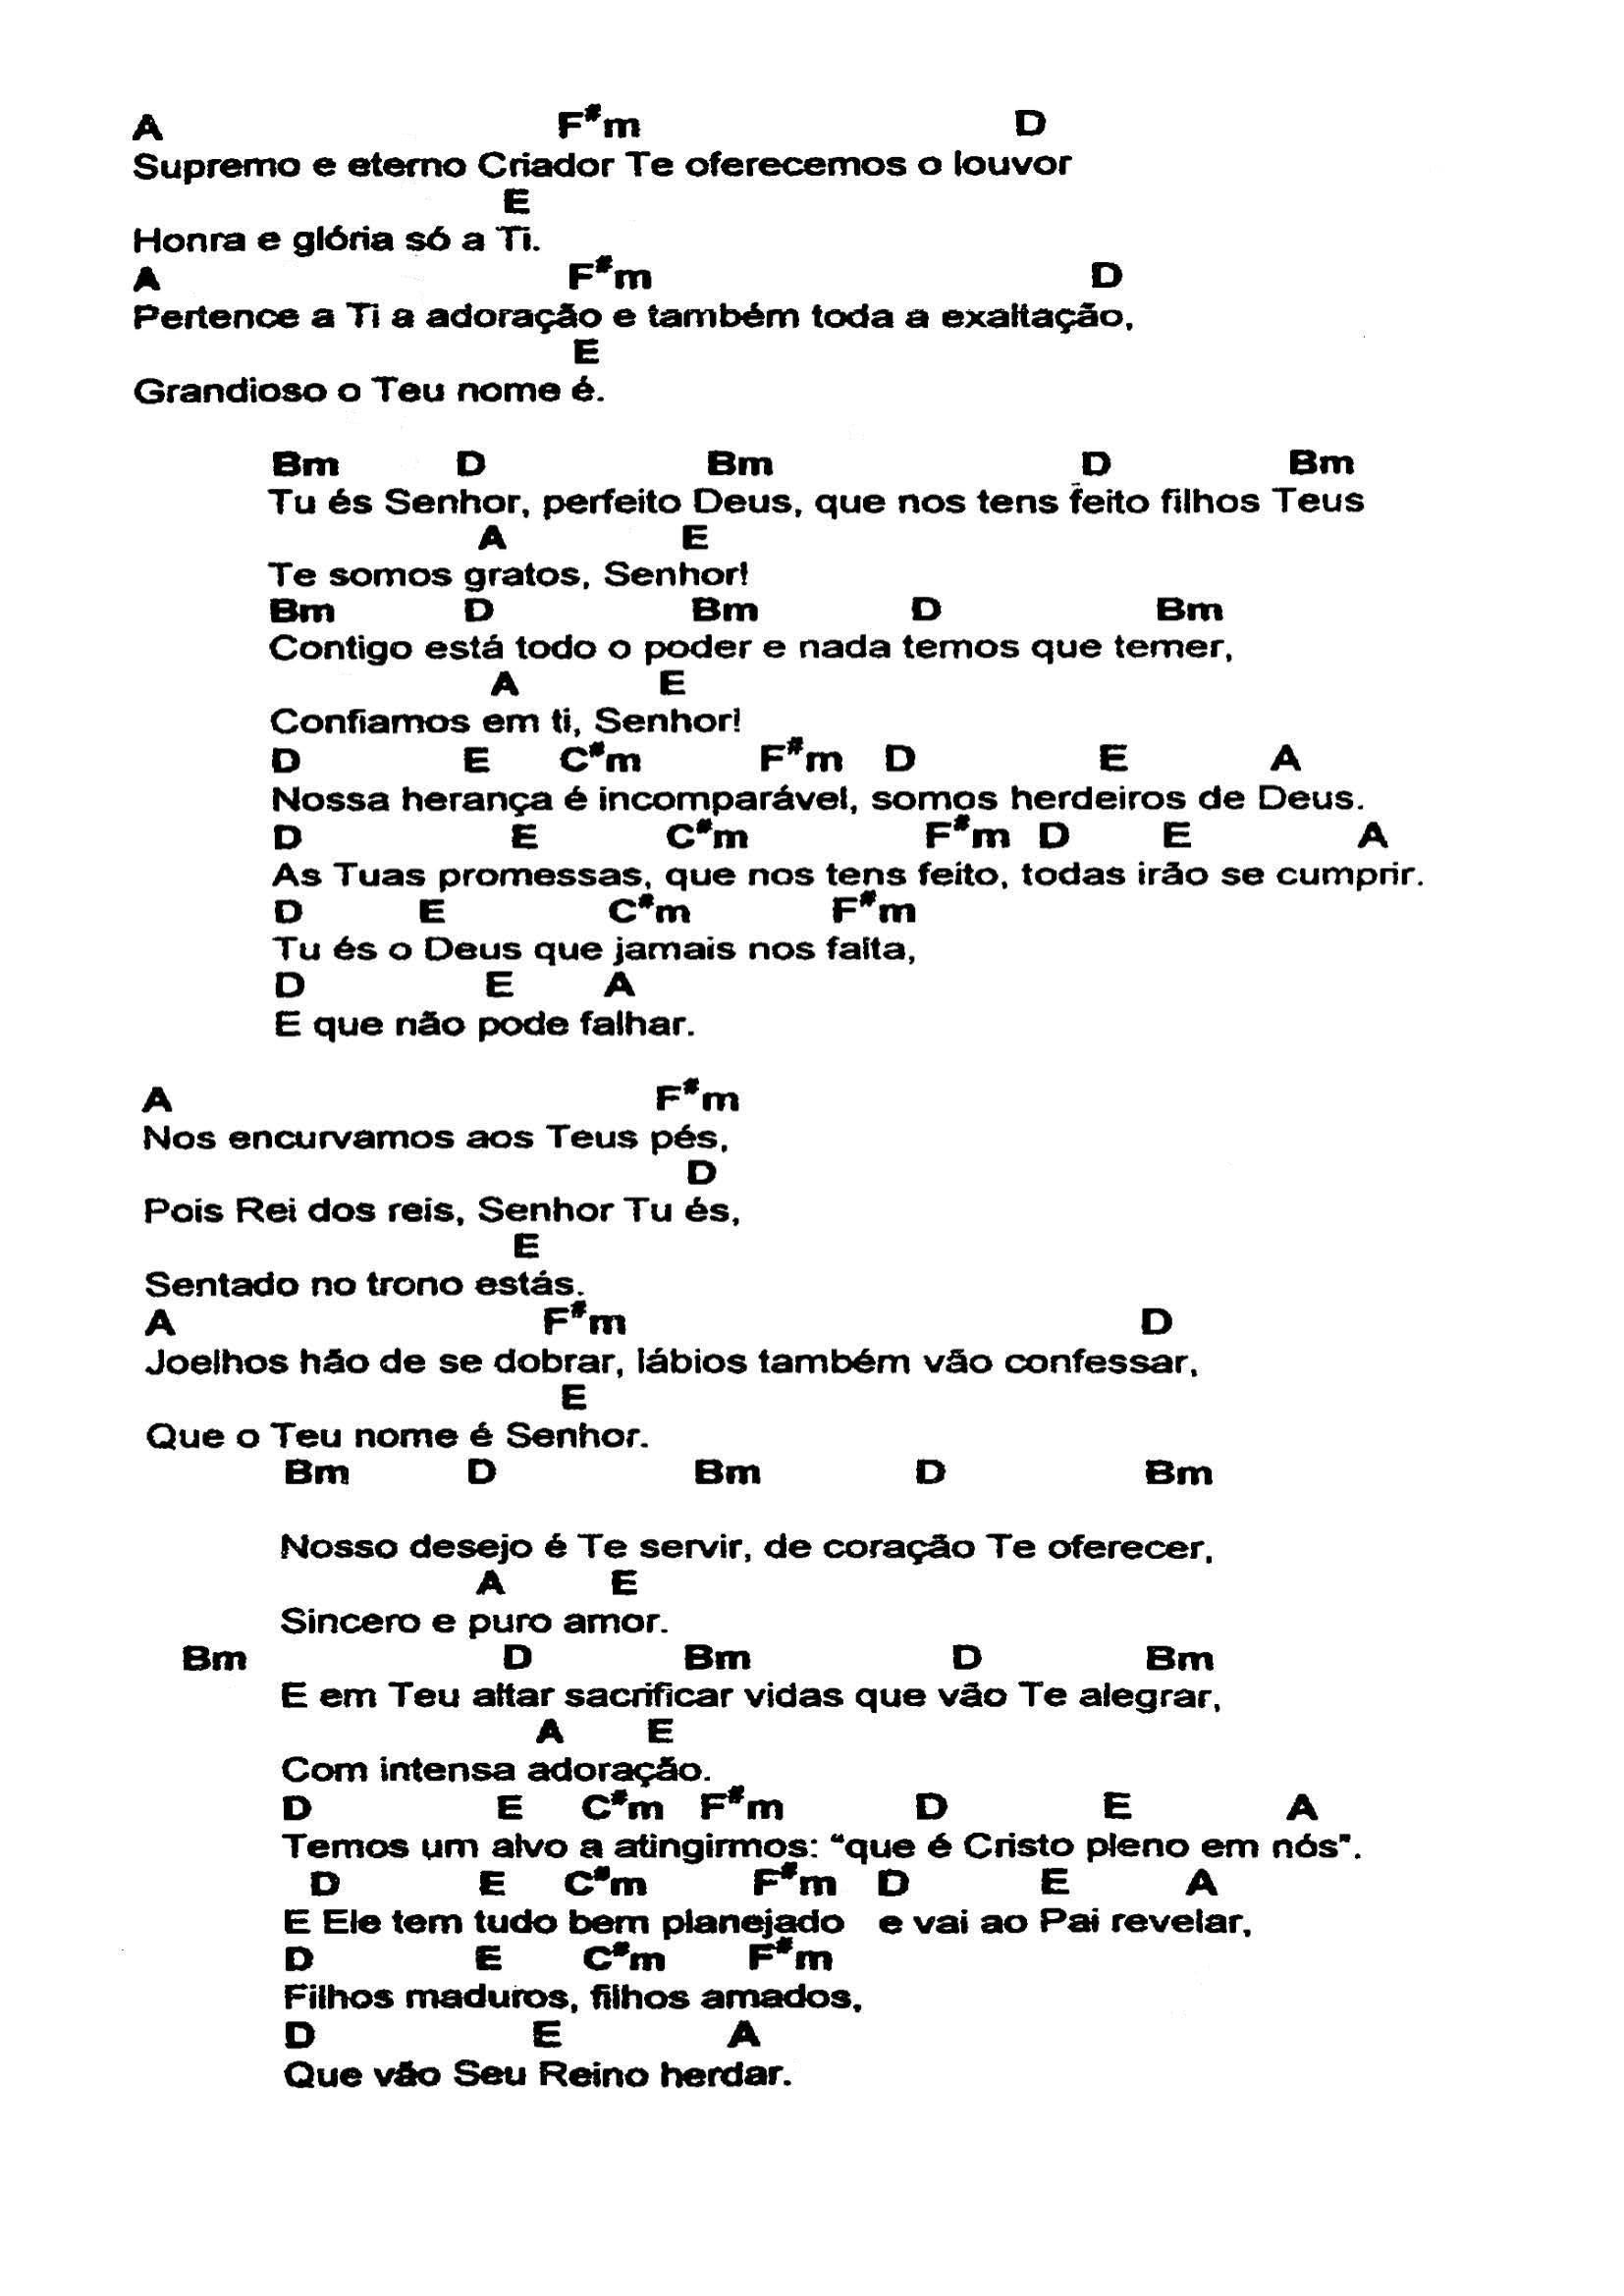 A F#m D
Supremo e eterno Criador Te oferecemos o louvor
E
Honra e glória só a Ti.
A F#m D
Pertence a Ti a adoração e também toda a exaltação,
E
Grandioso o Teu nome é.
Bm D Bm D Bm
Tu és Senhor, perfeito Deus, que nos tens feito filhos Teus
A E
Te somos gratos, Senhor!
Bm D Bm D Bm
Contigo está todo o poder e nada temos que temer,
A E
Confiamos em ti, Senhor!
D E C#m F#m D E A
Nossa herança é incomparável, somos herdeiros de Deus.
D E C#m F#m D E A
As Tuas promessas, que nos tens feito, todas irão se cumprir.
D E C#m F#m
Tu és o Deus que jamais nos falta,
D E A
E que não pode falhar.
A F#m
Nos encurvamos aos Teus pés,
D
Pois Rei dos reis, Senhor Tu és,
E
Sentado no trono estás.
A F#m D
Joelhos hão de se dobrar, lábios também vão confessar,
E
Que o Teu nome é Senhor.
Bm D Bm D Bm
Nosso desejo é Te servir, de coração Te oferecer,
A E
Sincero e puro amor.
Bm D Bm D Bm
E em Teu altar sacrificar vidas que vão Te alegrar,
A E
Com intensa adoração.
D E C#m F#m D E A
Temos um alvo a atingirmos: “que é Cristo pleno em nós”.
D E C#m F#m D E A
E Ele tem tudo bem planejado e vai ao Pai revelar,
D E C#m F#m
Filhos maduros, filhos amados,
D E A
Que vão Seu Reino herdar.